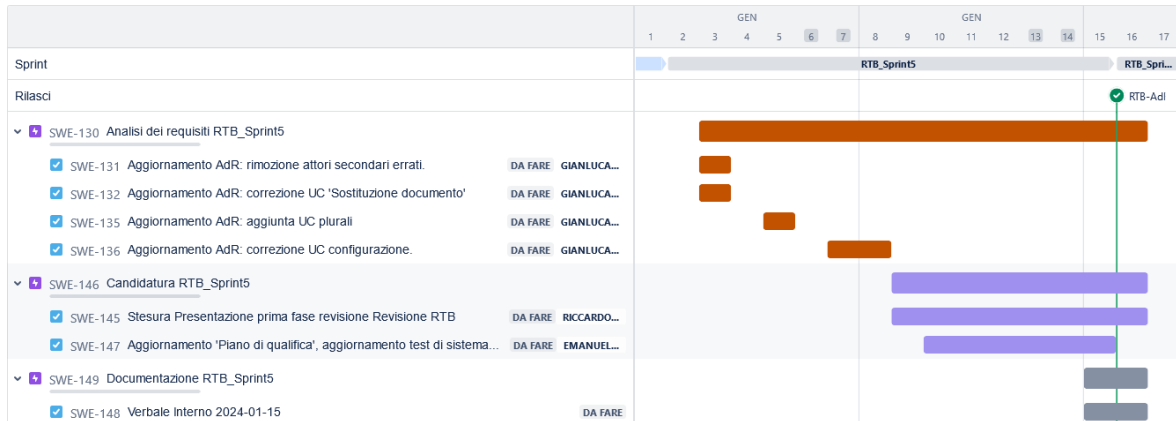 GEN GEN
1 2 3 4 5 6 7 8 9 10 11 12 13 14 15 16 17
Sprint RTB_Sprint5 RTB_Spri...
Rilasci RTB-AdI
SWE-130 Analisi dei requisiti RTB_Sprint5
SWE-131 Aggiornamento AdR: rimozione attori secondari errati. DA FARE GIANLUCA...
SWE-132 Aggiornamento AdR: correzione UC 'Sostituzione documento' DA FARE GIANLUCA...
SWE-135 Aggiornamento AdR: aggiunta UC plurali DA FARE GIANLUCA...
SWE-136 Aggiornamento AdR: correzione UC configurazione. DA FARE GIANLUCA...
SWE-146 Candidatura RTB_Sprint5
SWE-145 Stesura Presentazione prima fase revisione Revisione RTB DA FARE RICCARDO...
SWE-147 Aggiornamento 'Piano di qualifica', aggiornamento test di sistema... DA FARE EMANUEL...
SWE-149 Documentazione RTB_Sprint5
SWE-148 Verbale Interno 2024-01-15 DA FARE